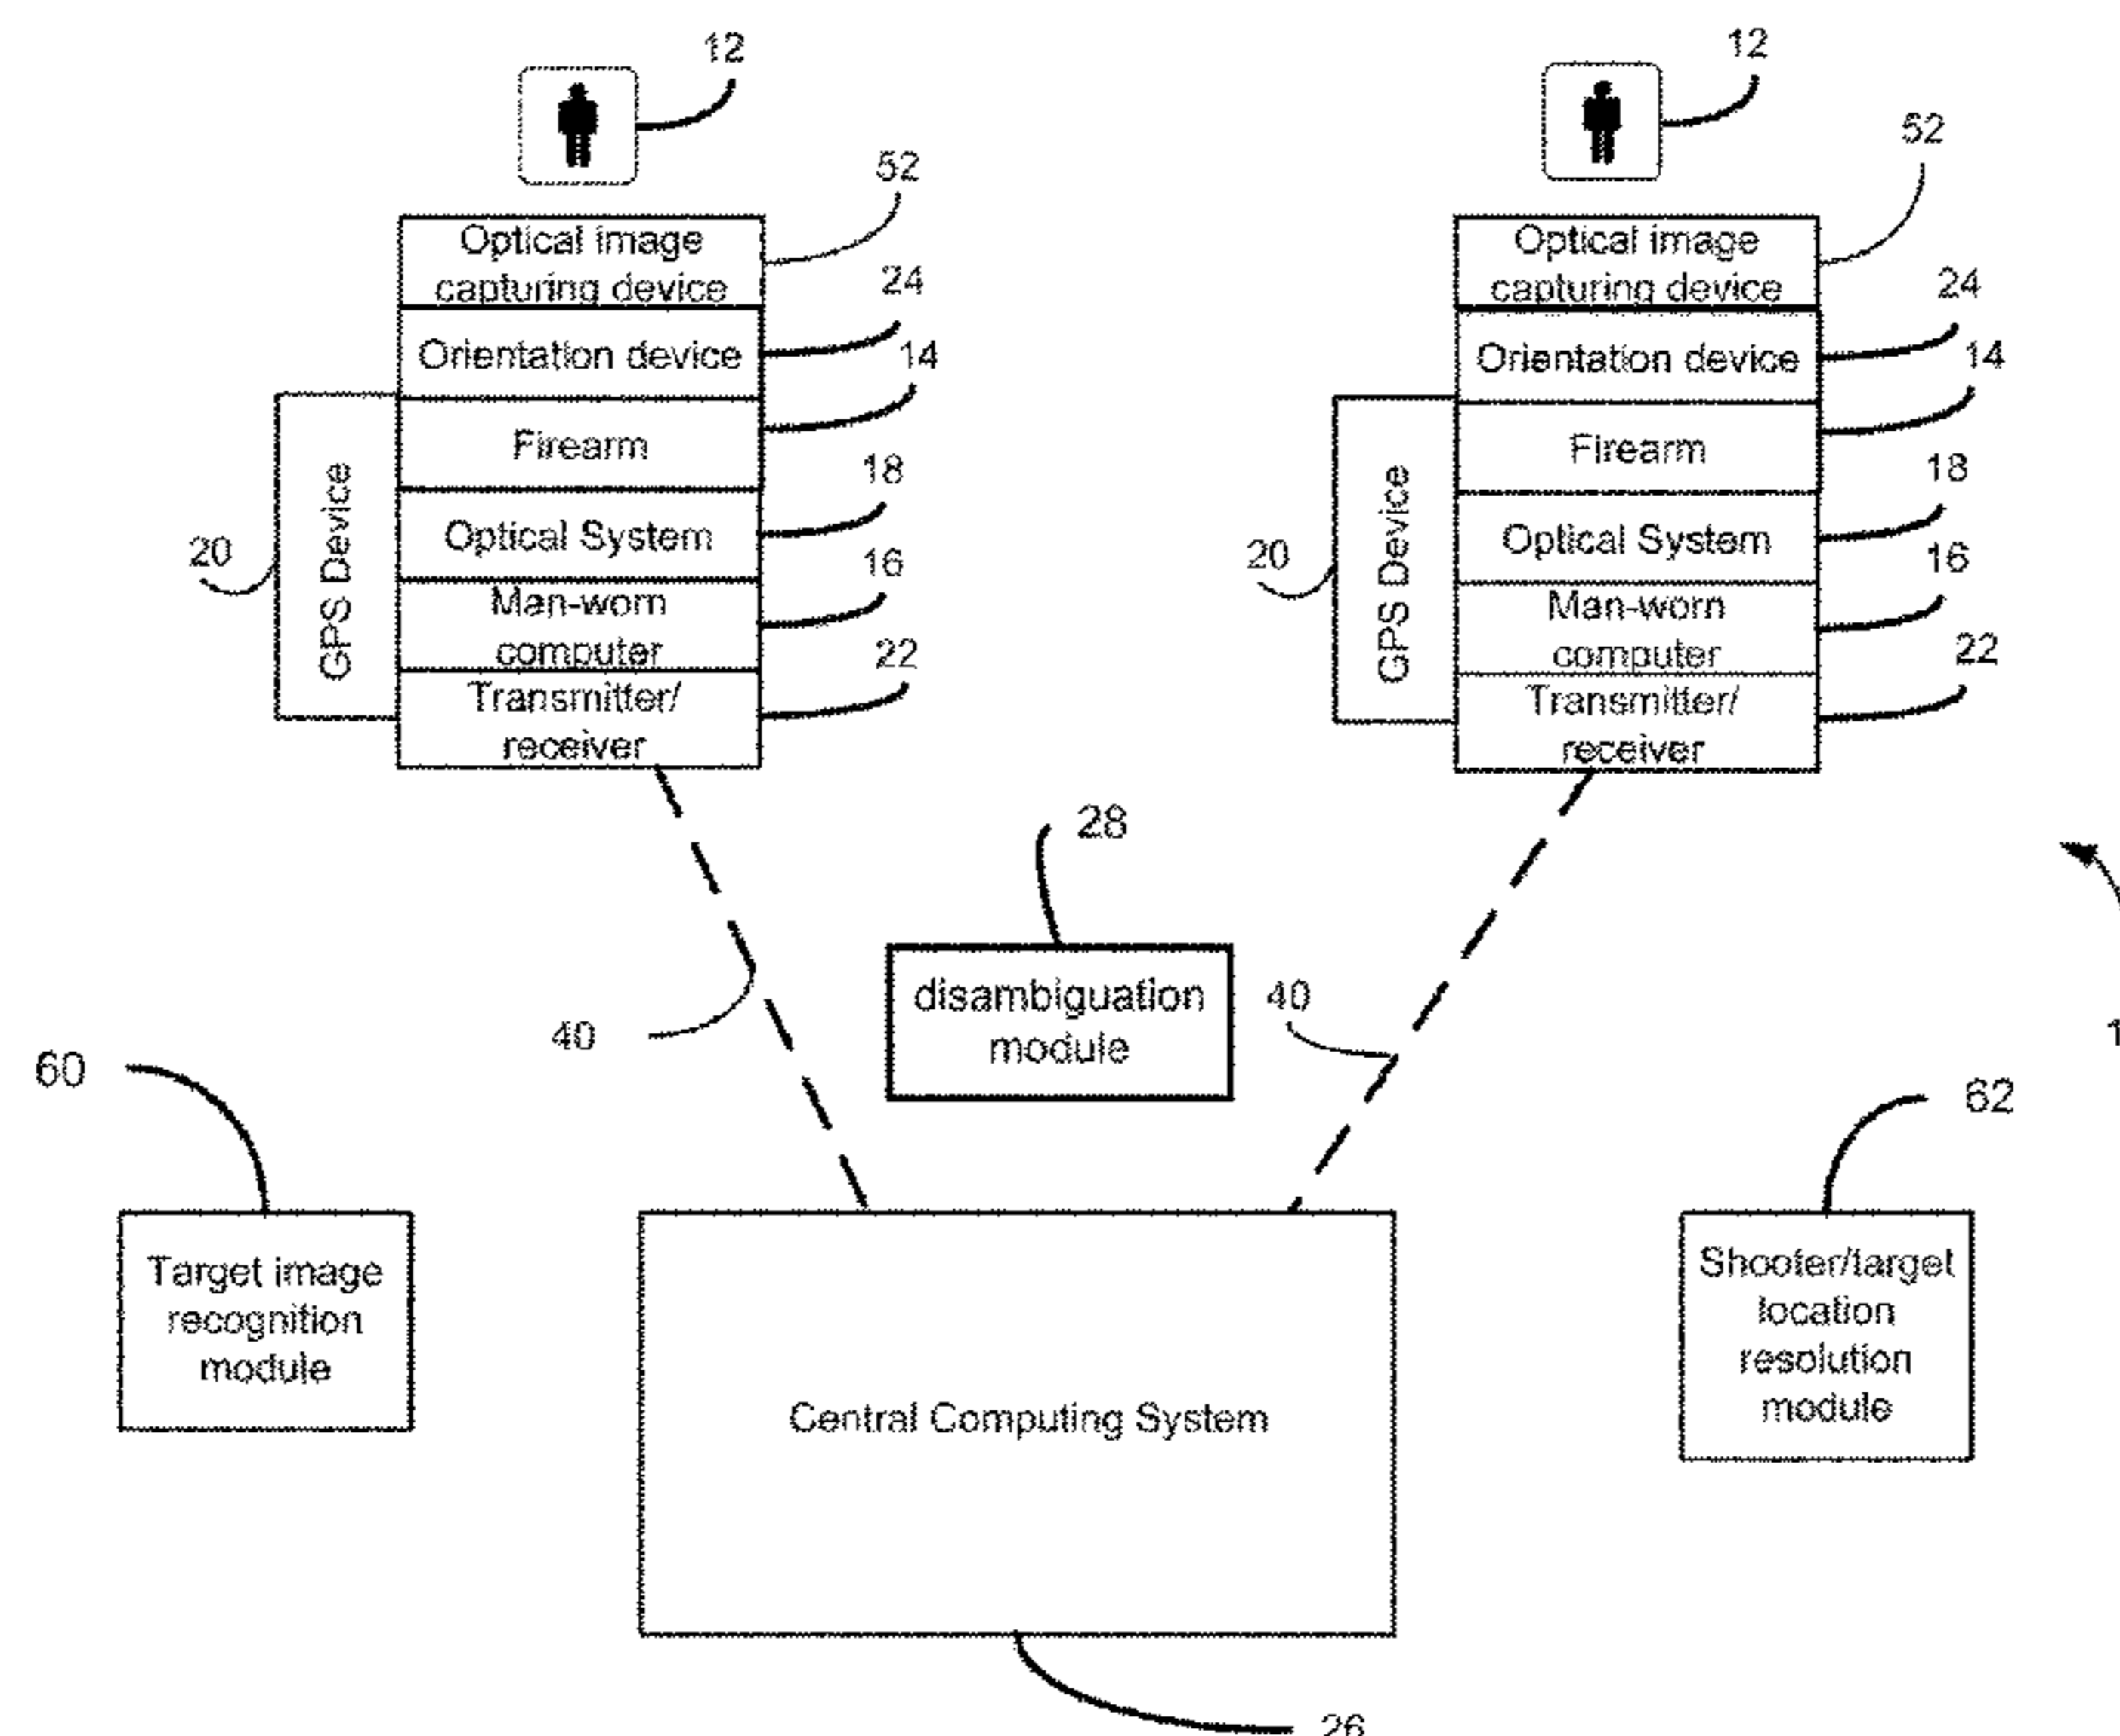 12
52
Optical image
capturing device
24
Orientation device
14
Firearm
18
Optical System
16
Man-worn
computer
22
Transmitter/
receiver
20
GPS Device
12
52
Optical image
capturing device
24
Orientation device
14
Firearm
18
Optical System
16
Man-worn
computer
22
Transmitter/
receiver
20
GPS Device
28
disambiguation
module
40
40
60
Target image
recognition
module
62
Shooter/target
location
resolution
module
Central Computing System
26